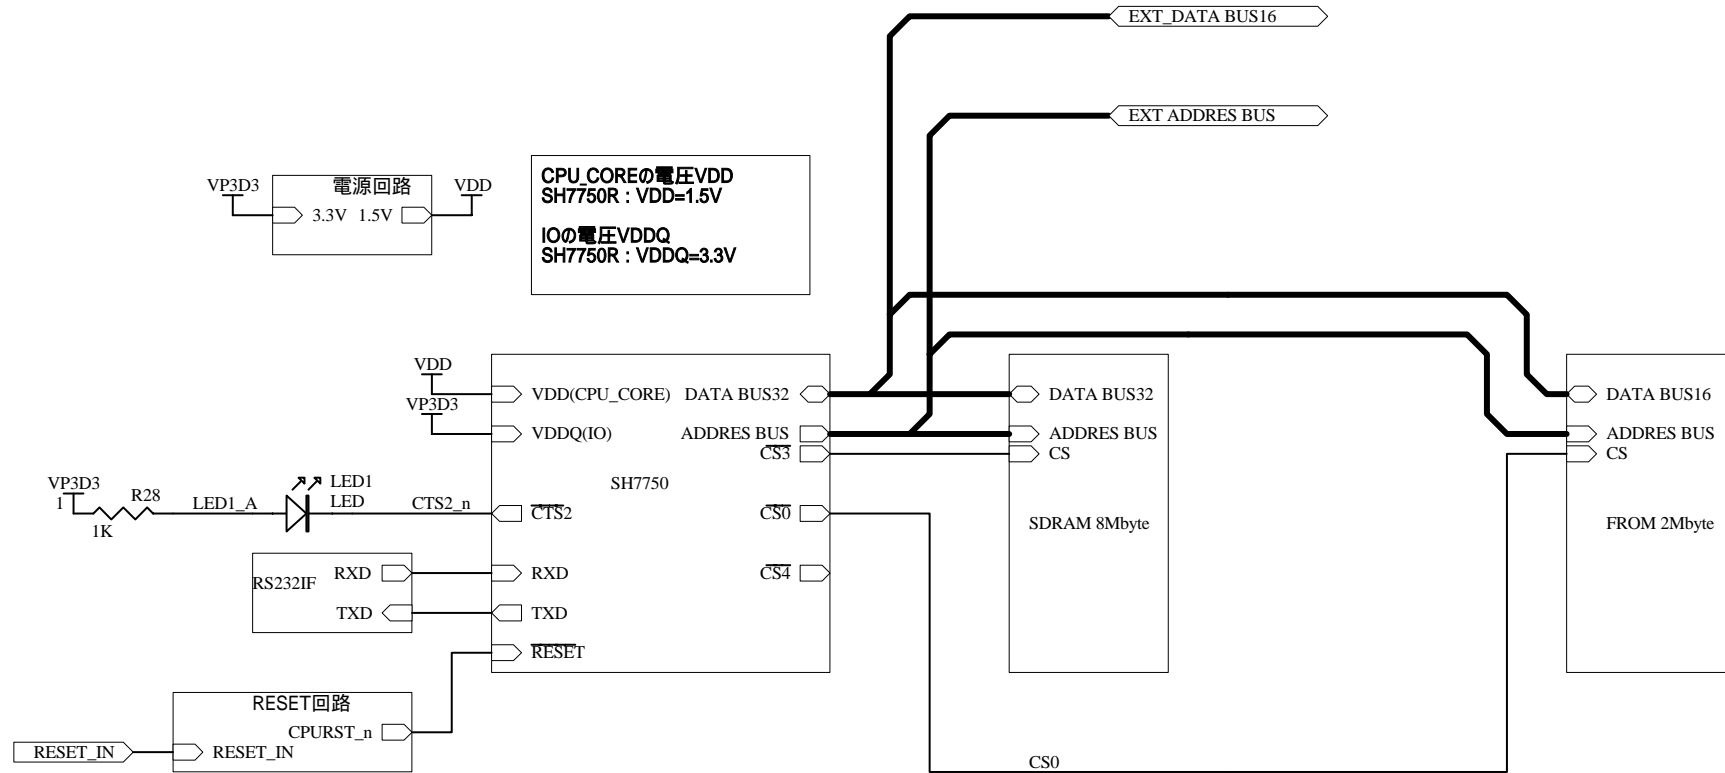 EXT_DATA BUS16
EXT ADDRES BUS
電源回路
VP3D3
VDD
3.3V 1.5V
CPU_COREの電圧VDD
SH7750R : VDD=1.5V
IOの電圧VDDQ
SH7750R : VDDQ=3.3V
VDD
VDD(CPU_CORE)
DATA BUS32
DATA BUS32
DATA BUS16
VP3D3
VDDQ(IO)
ADDRES BUS
ADDRES BUS
ADDRES BUS
CS3
CS
CS
SH7750
VP3D3
1
R28
1K
LED1_A
LED1
LED
CTS2_n
CTS2
CS0
SDRAM 8Mbyte
FROM 2Mbyte
RS232IF
RXD
RXD
CS4
TXD
TXD
RESET
RESET回路
CPURST_n
RESET_IN
RESET_IN
CS0